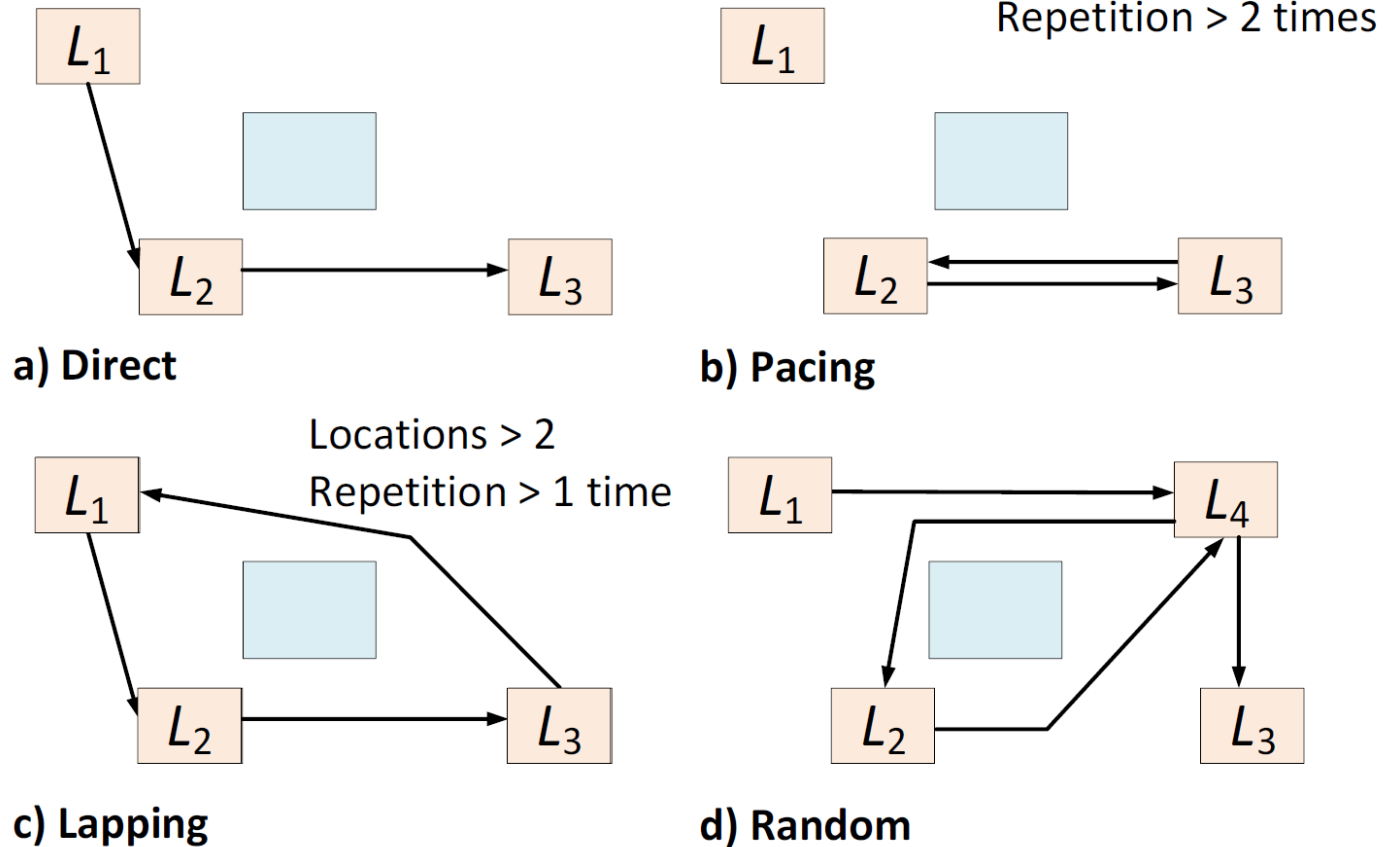 L1
L2
L3
a) Direct
Repetition > 2 times
L1
L2
L3
b) Pacing
Locations > 2
Repetition > 1 time
L1
L2
L3
c) Lapping
L1
L4
L2
L3
d) Random